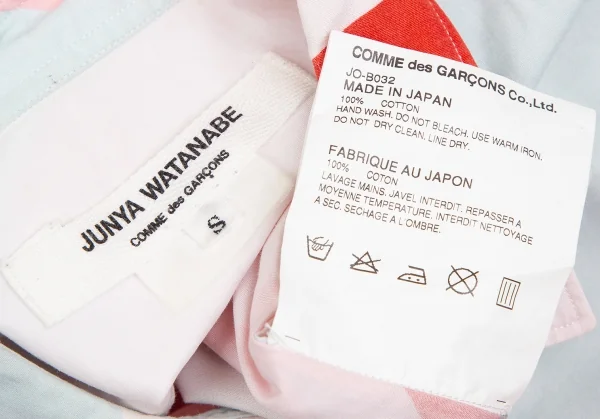 JUNYA WATANABE
COMME des GARÇONS
S
COMME des GARÇONS Co.,Ltd.
JO-B032
MADE IN JAPAN
100% COTTON
HAND WASH. DO NOT BLEACH. USE WARM IRON.
DO NOT DRY CLEAN. LINE DRY.
FABRIQUE AU JAPON
100% COTON
LAVAGE MAINS. JAVEL INTERDIT. REPASSER A
MOYENNE TEMPERATURE. INTERDIT NETTOYAGE
A SEC. SECHAGE A L'OMBRE.